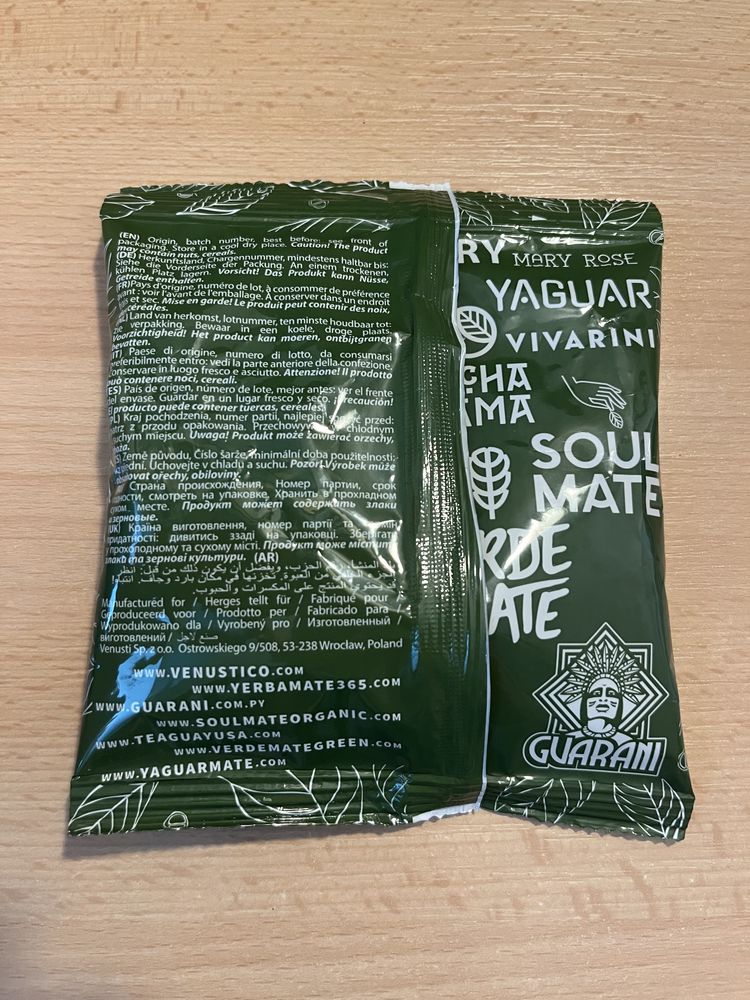 (EN) Origin, batch number, best before: see front of
packaging. Store in a cool dry place. Caution! The product
may contain nuts, cereals.
(DE) Herkunftsland, Chargennummer, mindestens haltbar bis:
Siehe die Vorderseite der Packung. An einem trockenen,
kühlen Platz lagern. Vorsicht! Das Produkt kann Nüsse,
Getreide enthalten.
(FR)Pays d'origine, numéro de lot, à consommer de préférence
avant : voir l'avant de l'emballage. À conserver dans un endroit
et sec. Mise en garde! Le produit peut contenir des noix,
céréales.
Land van herkomst, lotnummer, ten minste houdbaar tot:
zie verpakking. Bewaar in een koele, droge plaats.
Voorzichtigheid! Het product kan moeren, ontbijtgranen
bevatten.
(IT) Paese di origine, numero di lotto, da consumarsi
preferibilmente entro: vedi la parte anteriore della confezione.
Conservare in luogo fresco e asciutto. Attenzione! Il prodotto
può contenere noci, cereali.
(ES) País de origen, número de lote, mejor antes: ver el frente
del envase. Guardar en un lugar fresco y seco. ¡Precaución!
El producto puede contener tuercas, cereales.
(PL) Kraj pochodzenia, numer partii, najlepiej spożyć przed:
patrz z przodu opakowania. Przechowywać w chłodnym
suchym miejscu. Uwaga! Produkt może zawierać orzechy,
zboża.
Země původu, Číslo šarže, minimální doba použitelnosti:
přední. Uchovejte v chladu a suchu. Pozor! Výrobek může
obsahovat ořechy, obiloviny.
Страна происхождения, Номер партии, срок
годности, смотреть на упаковке. Хранить в прохладном
сухом месте. Продукт может содержать злаки
зерновые.
(UK) Країна виготовлення, номер партії та
придатності: дивитись ззаді на упаковці. Зберігати
у прохолодному та сухому місті. Продукт може містити
злаки та зернові культури. (AR)
المنتج على المكسرات والحبوب.
Manufactured for / Herges tellt für / Fabriqué pour /
Geproduceerd voor / Prodotto per / Fabricado para /
Wyprodukowano dla / Vyrobený pro / Изготовленный /
виготовлений / صنع لاجل
Venusti Sp. z o.o. Ostrowskiego 9/508, 53-238 Wrocław, Poland
WWW.VENUSTICO.COM
WWW.YERBAMATE365.COM
WWW.GUARANI.COM.PY
WWW.SOULMATEORGANIC.COM
WWW.TEAGUAYUSA.COM
WWW.VERDEMATEGREEN.COM
WWW.YAGUARMATE.COM
RY MARY ROSE
YAGUAR
VIVARINI
CHA
AMA
SOUL
MATE
RDE
ATE
GUARANI